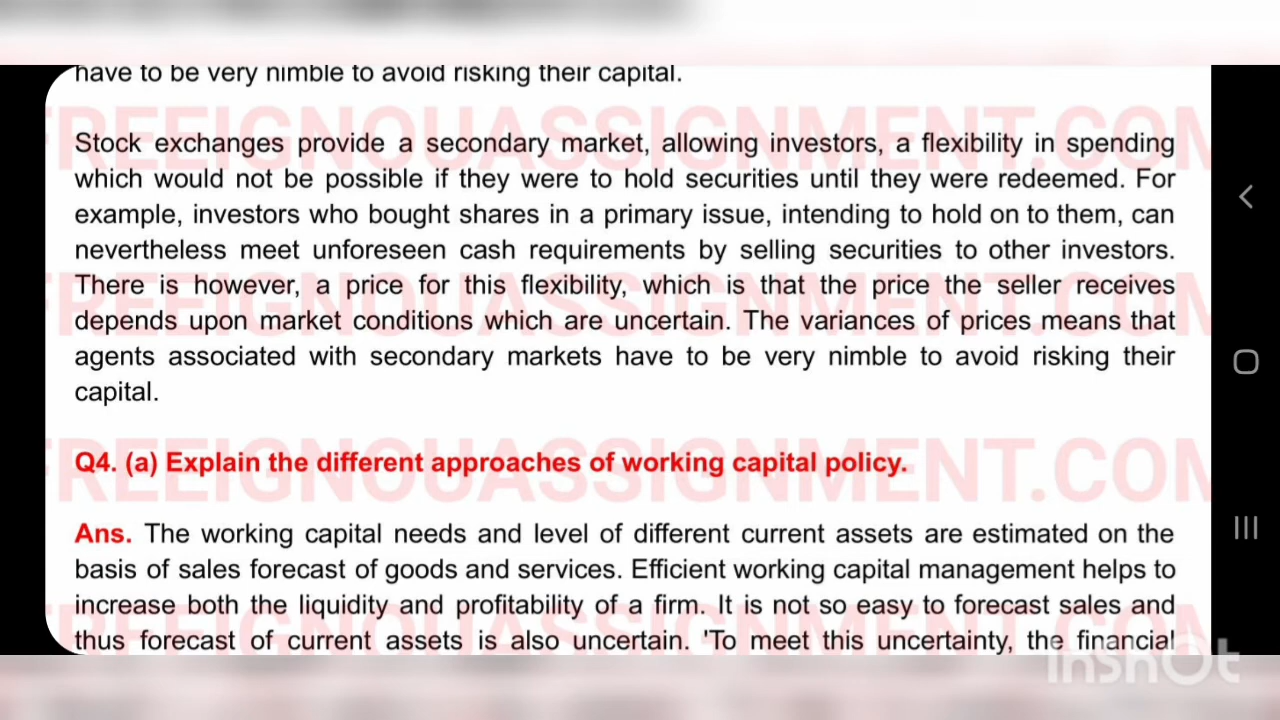 have to be very nimble to avoid risking their capital.
Stock exchanges provide a secondary market, allowing investors, a flexibility in spending
which would not be possible if they were to hold securities until they were redeemed. For
example, investors who bought shares in a primary issue, intending to hold on to them, can
nevertheless meet unforeseen cash requirements by selling securities to other investors.
There is however, a price for this flexibility, which is that the price the seller receives
depends upon market conditions which are uncertain. The variances of prices means that
agents associated with secondary markets have to be very nimble to avoid risking their
capital.
Q4. (a) Explain the different approaches of working capital policy.
Ans. The working capital needs and level of different current assets are estimated on the
basis of sales forecast of goods and services. Efficient working capital management helps to
increase both the liquidity and profitability of a firm. It is not so easy to forecast sales and
thus forecast of current assets is also uncertain. 'To meet this uncertainty, the financial
FREEIGNOUASSIGNMENT.COM
FREEIGNOUASSIGNMENT.COM
FREEIGNOUASSIGNMENT.COM
FREEIGNOUASSIGNMENT.COM
InShOt